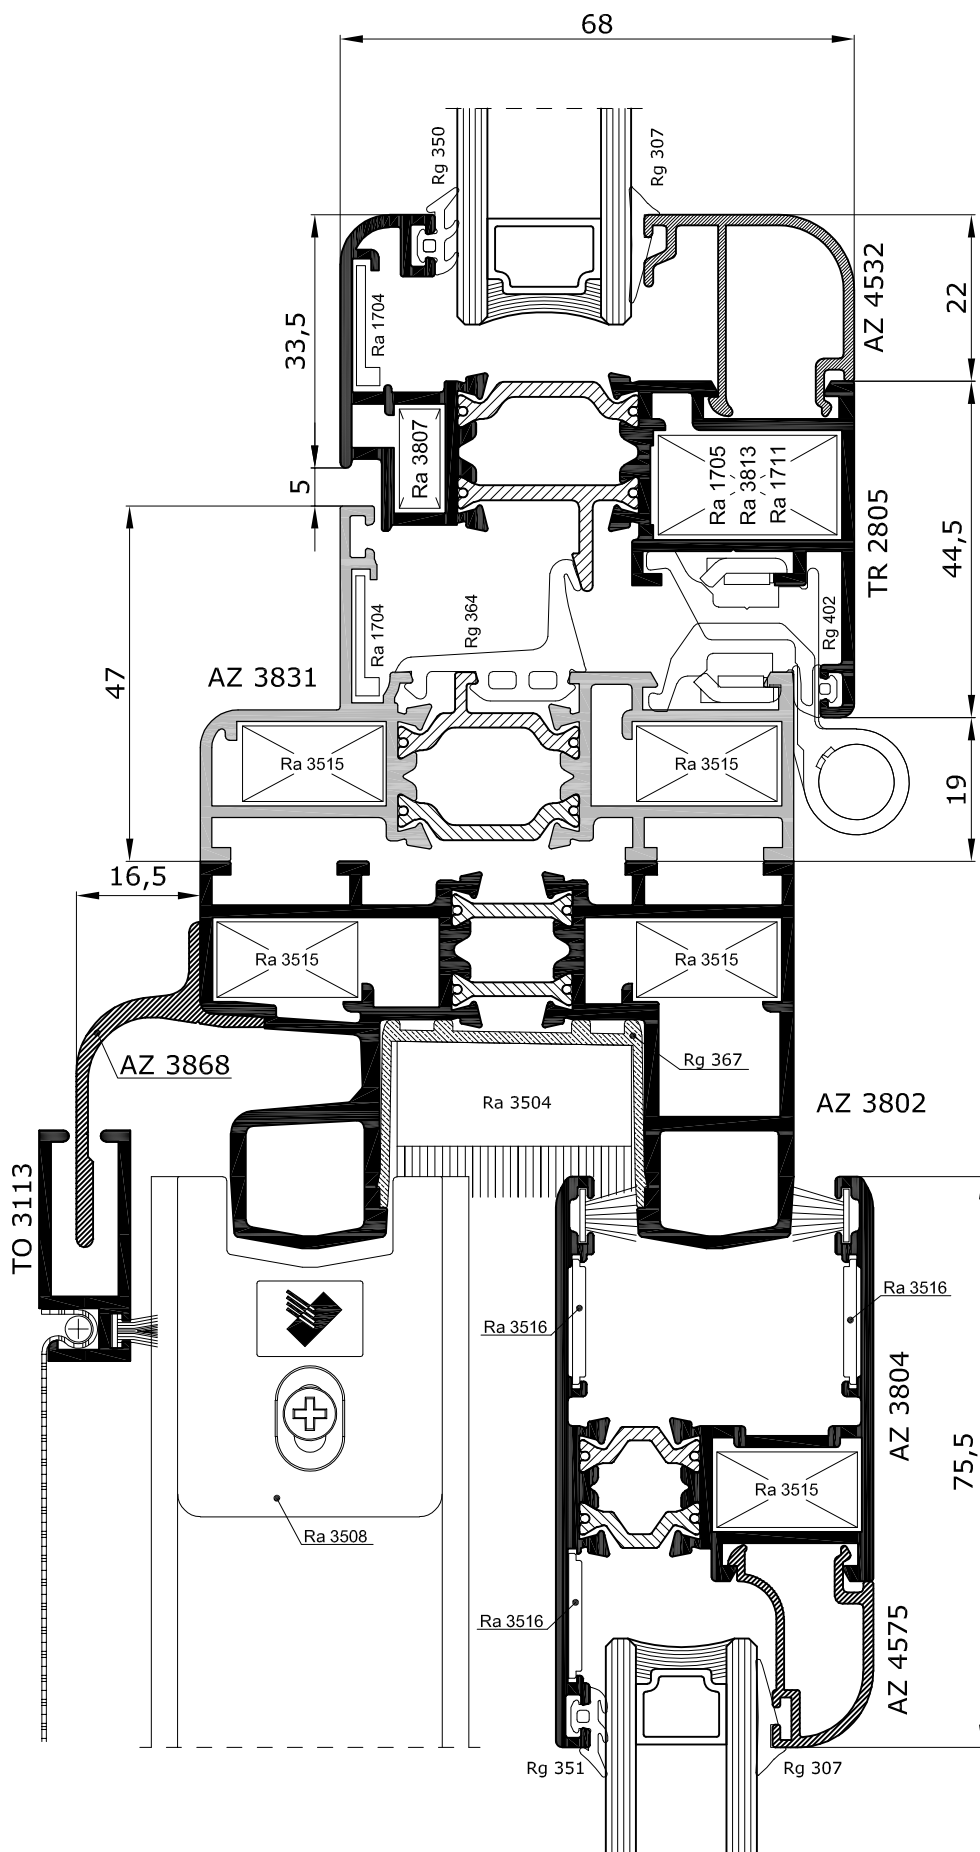 68
Rg 350
Rg 307
33,5
Ra 1704
AZ 4532
22
5
Ra 3807
Ra 1705
Ra 3813
Ra 1711
TR 2805
44,5
47
Ra 1704
Rg 364
Rg 402
AZ 3831
Ra 3515
Ra 3515
19
16,5
Ra 3515
Ra 3515
AZ 3868
Rg 367
Ra 3504
AZ 3802
TO 3113
Ra 3516
Ra 3516
AZ 3804
75,5
Ra 3515
Ra 3508
Ra 3516
AZ 4575
Rg 351
Rg 307